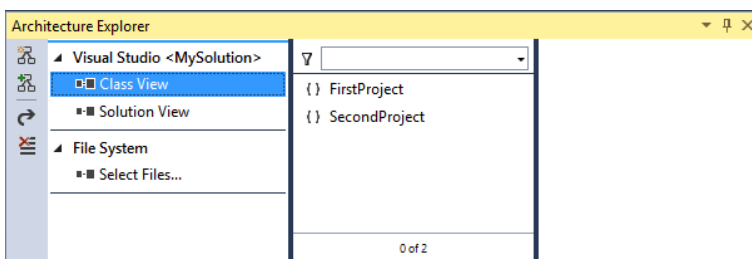 Architecture Explorer
Visual Studio <MySolution>
Class View
Solution View
File System
Select Files...
{ } FirstProject
{ } SecondProject
0 of 2